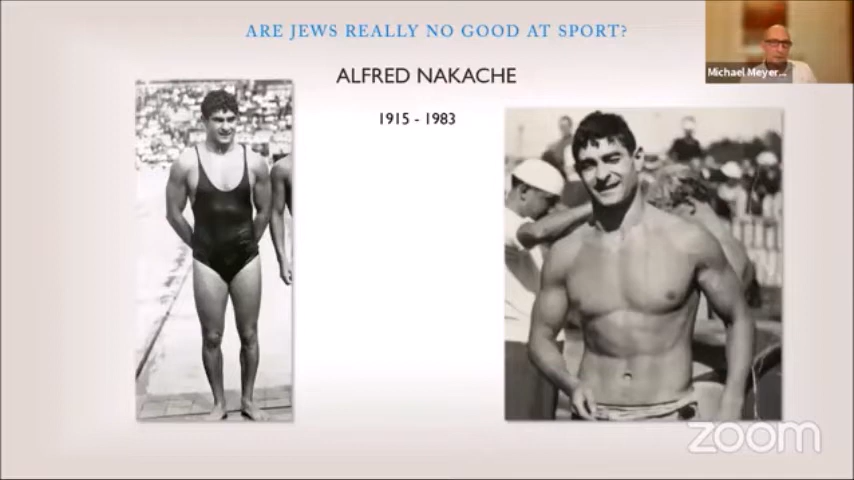 ARE JEWS REALLY NO GOOD AT SPORT?
Michael Meyer...
ALFRED NAKACHE
1915 - 1983
zoom